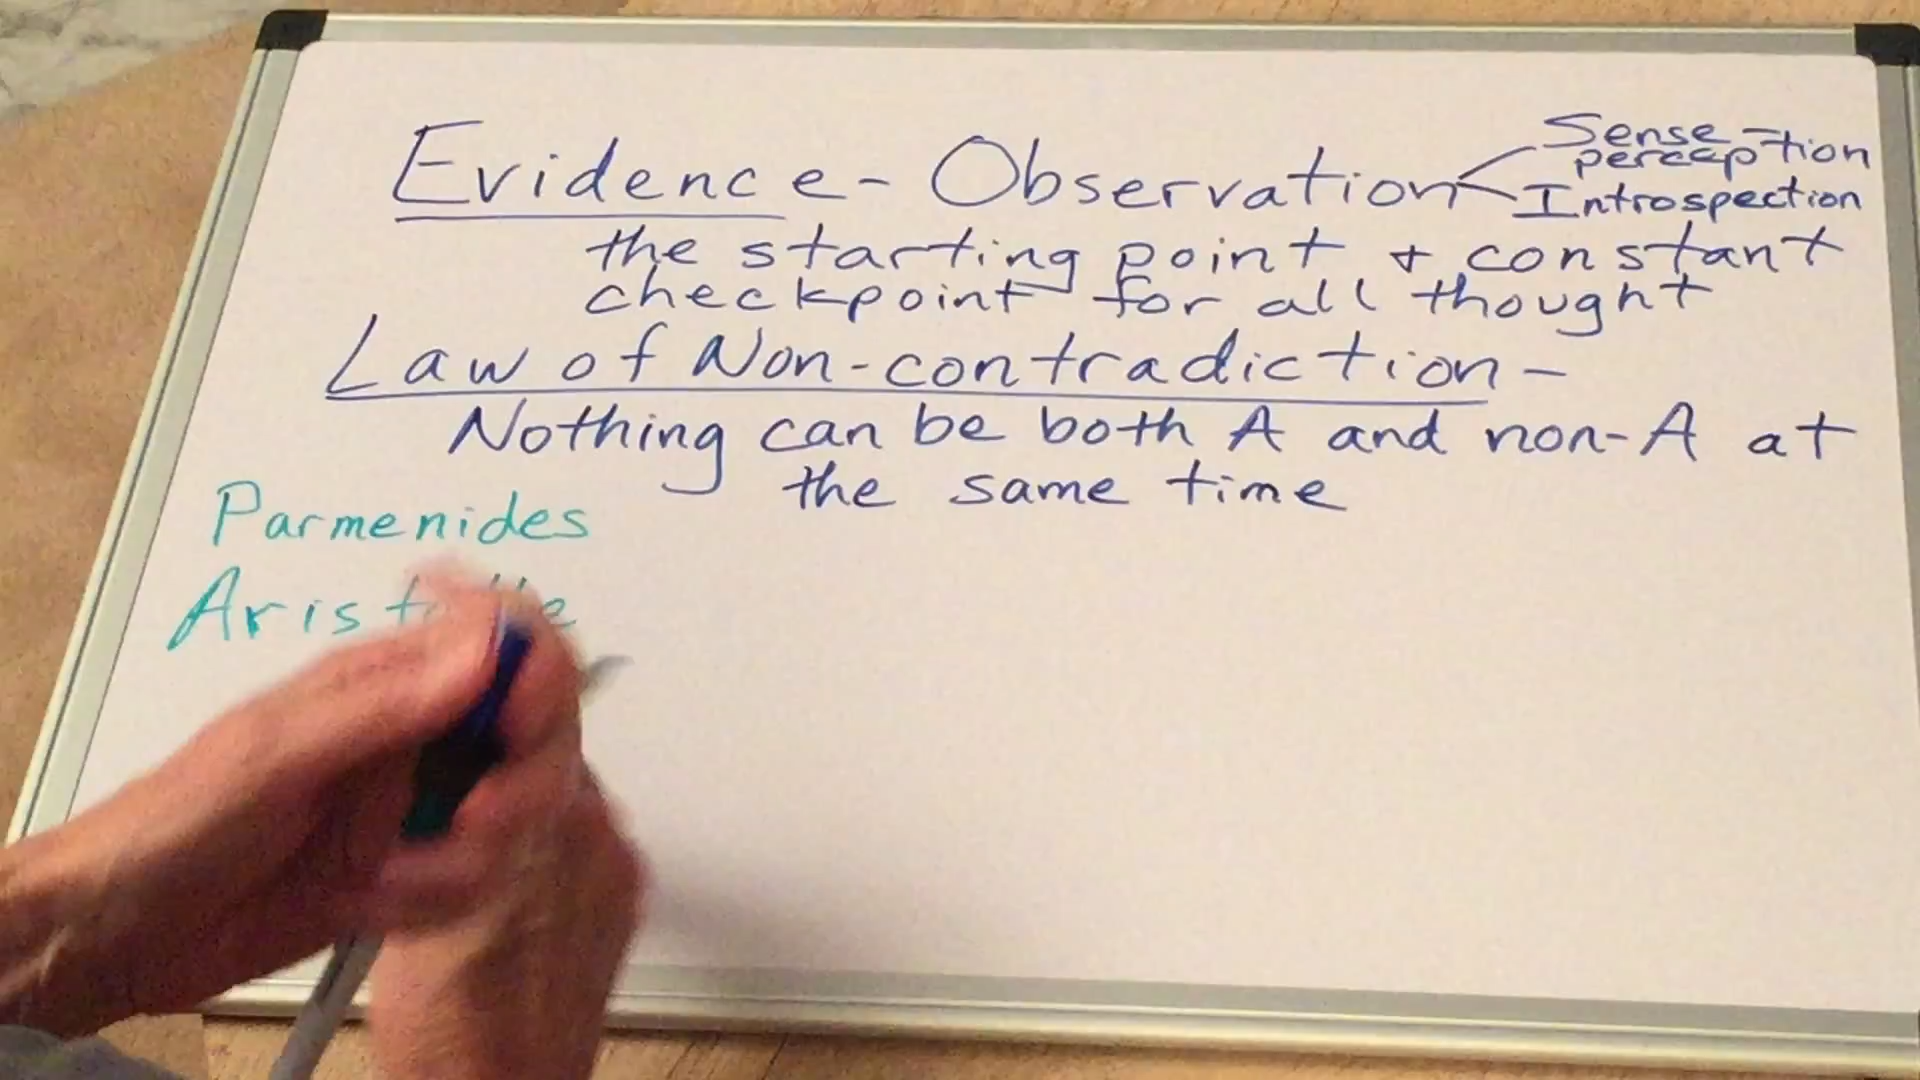 Evidence - Observation
Sense
perception
Introspection
the starting point + constant
checkpoint for all thought
Law of Non-contradiction -
Nothing can be both A and non-A at
the same time
Parmenides